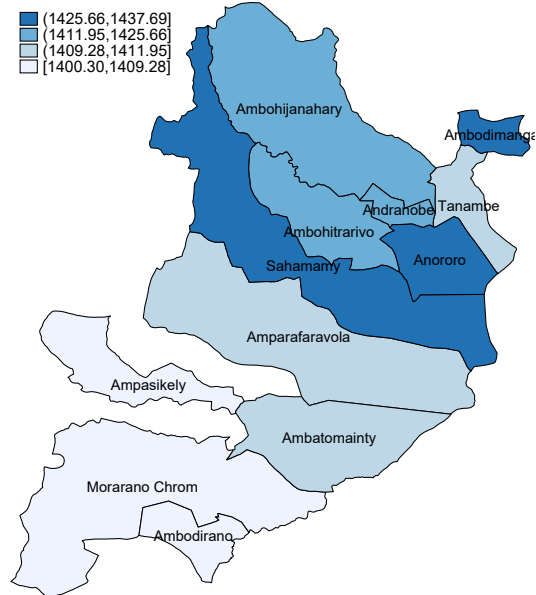 (1425.66,1437.69]
(1411.95,1425.66]
(1409.28,1411.95]
[1400.30,1409.28]
Ambohijanahary
Ambodimanga
Tanambe
Andranobe
Ambohitrarivo
Anororo
Sahamamy
Amparafaravola
Ampasikely
Ambatomainty
Morarano Chrom
Ambodirano